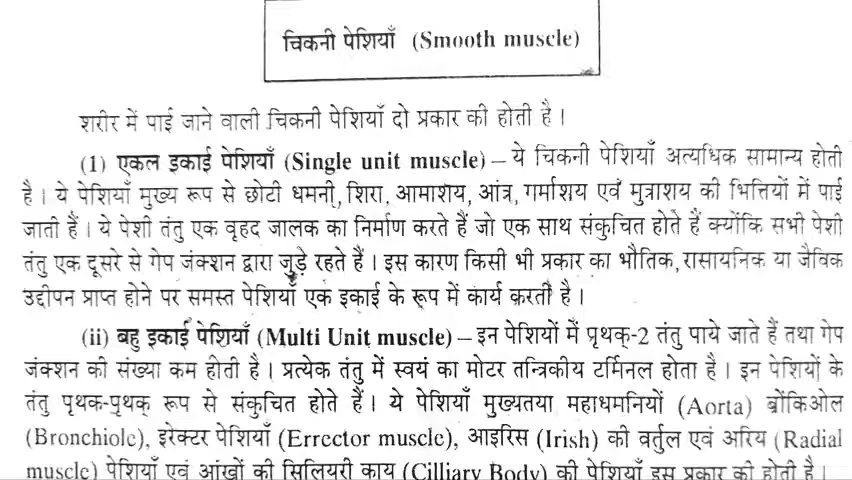 चिकनी पेशियाँ (Smooth muscle)
शरीर में पाई जाने वाली चिकनी पेशियाँ दो प्रकार की होती है ।
(1) एकल इकाई पेशियाँ (Single unit muscle) – ये चिकनी पेशियाँ अत्यधिक सामान्य होती
है । ये पेशियाँ मुख्य रूप से छोटी धमनी, शिरा, आमाशय, आंत्र, गर्माशय एवं मुत्राशय की भित्तियों में पाई
जाती हैं । ये पेशी तंतु एक वृहद जालक का निर्माण करते हैं जो एक साथ संकुचित होते हैं क्योंकि सभी पेशी
तंतु एक दूसरे से गेप जंक्शन द्वारा जुड़े रहते हैं । इस कारण किसी भी प्रकार का भौतिक, रासायनिक या जैविक
उद्दीपन प्राप्त होने पर समस्त पेशियाँ एक इकाई के रूप में कार्य करती है ।
(ii) बहु इकाई पेशियाँ (Multi Unit muscle) – इन पेशियों में पृथक्-2 तंतु पाये जाते हैं तथा गेप
जंक्शन की संख्या कम होती है । प्रत्येक तंतु में स्वयं का मोटर तन्त्रिकीय टर्मिनल होता है । इन पेशियों के
तंतु पृथक-पृथक् रूप से संकुचित होते हैं । ये पेशियाँ मुख्यतया महाधमनियों (Aorta) ब्रोंकिओल
(Bronchiole), इरेक्टर पेशियाँ (Errector muscle), आइरिस (Irish) की वर्तुल एवं अरिय (Radial
muscle) पेशियाँ एवं आंखों की सिलियरी काय (Cilliary Body) की पेशियाँ इस प्रकार की होती है ।